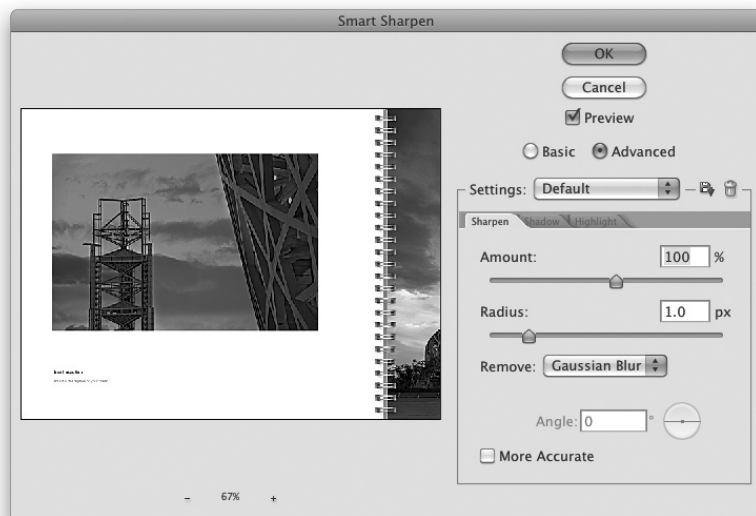 Smart Sharpen
OK
Cancel
Preview
Basic Advanced
Settings: Default
Sharpen Shadow Highlight
Amount: 100 %
Radius: 1.0 px
Remove: Gaussian Blur
Angle: 0 °
More Accurate
- 67% +